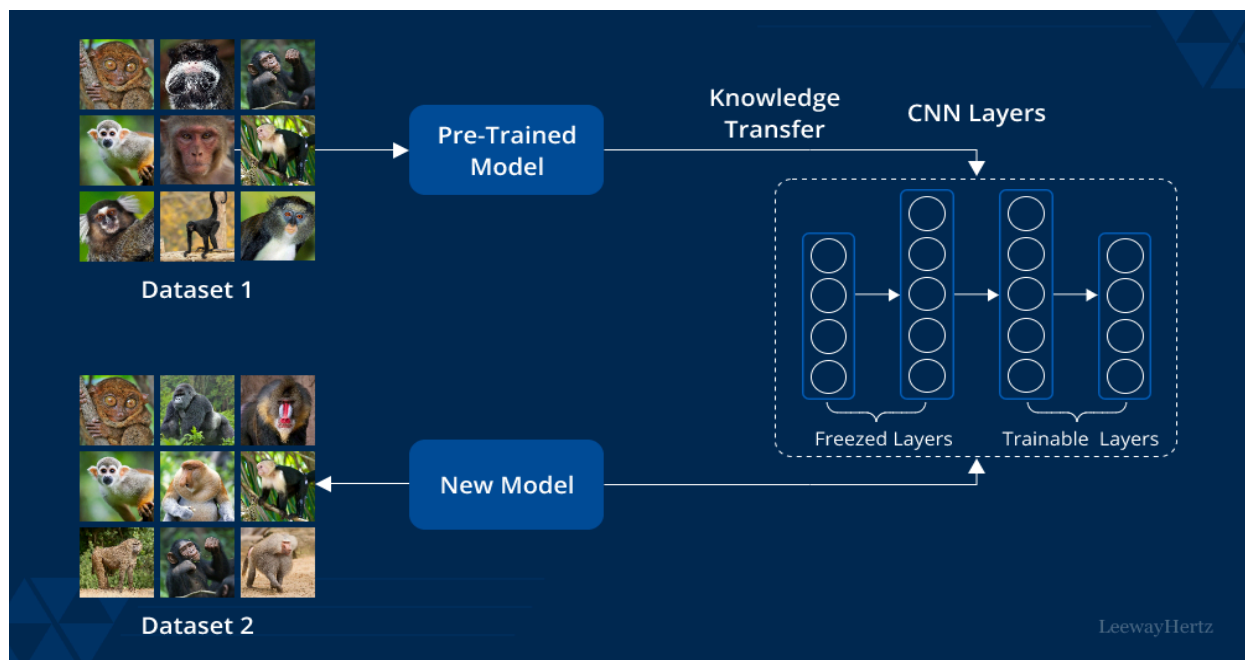 Knowledge
Transfer
CNN Layers
Pre-Trained
Model
Dataset 1
Freezed Layers
Trainable Layers
New Model
Dataset 2
LeewayHertz